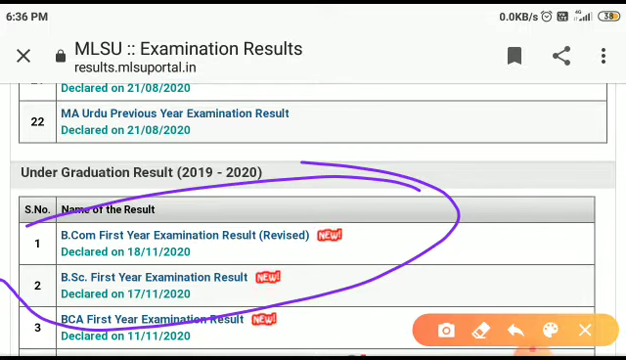 6:36 PM
0.0KB/s 4G 38
MLSU :: Examination Results
results.mlsuportal.in
Declared on 21/08/2020
22 MA Urdu Previous Year Examination Result
Declared on 21/08/2020
Under Graduation Result (2019 - 2020)
S.No. Name of the Result
1 B.Com First Year Examination Result (Revised) NEW!
Declared on 18/11/2020
2 B.Sc. First Year Examination Result NEW!
Declared on 17/11/2020
3 BCA First Year Examination Result NEW!
Declared on 11/11/2020